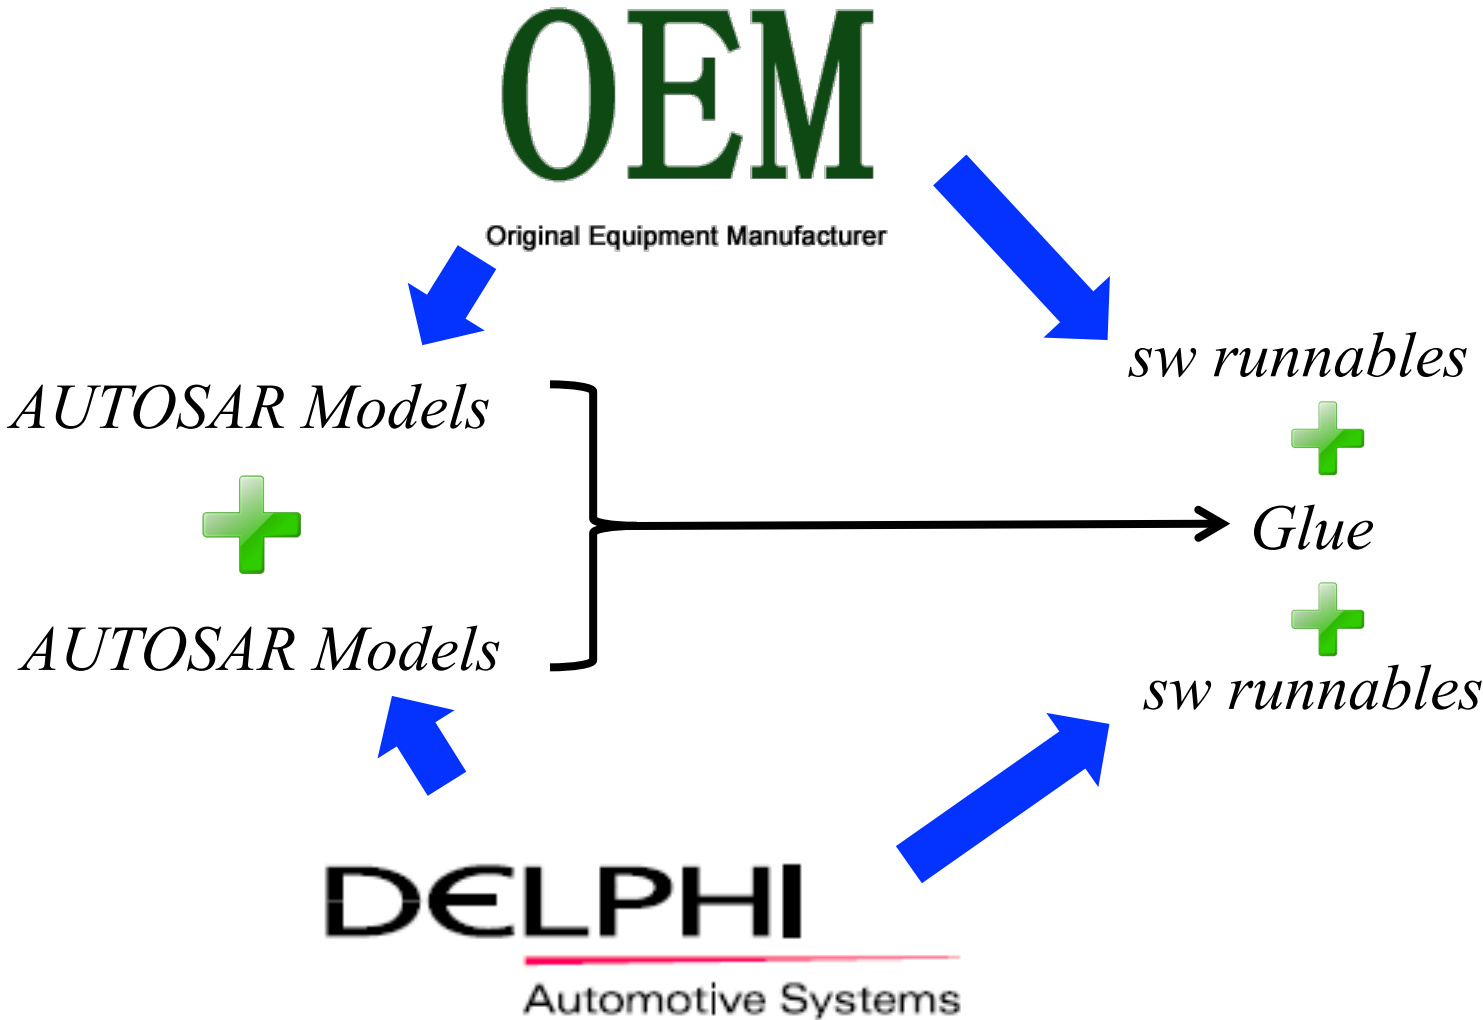 OEM
Original Equipment Manufacturer
AUTOSAR Models
sw runnables
Glue
AUTOSAR Models
sw runnables
DELPHI
Automotive Systems